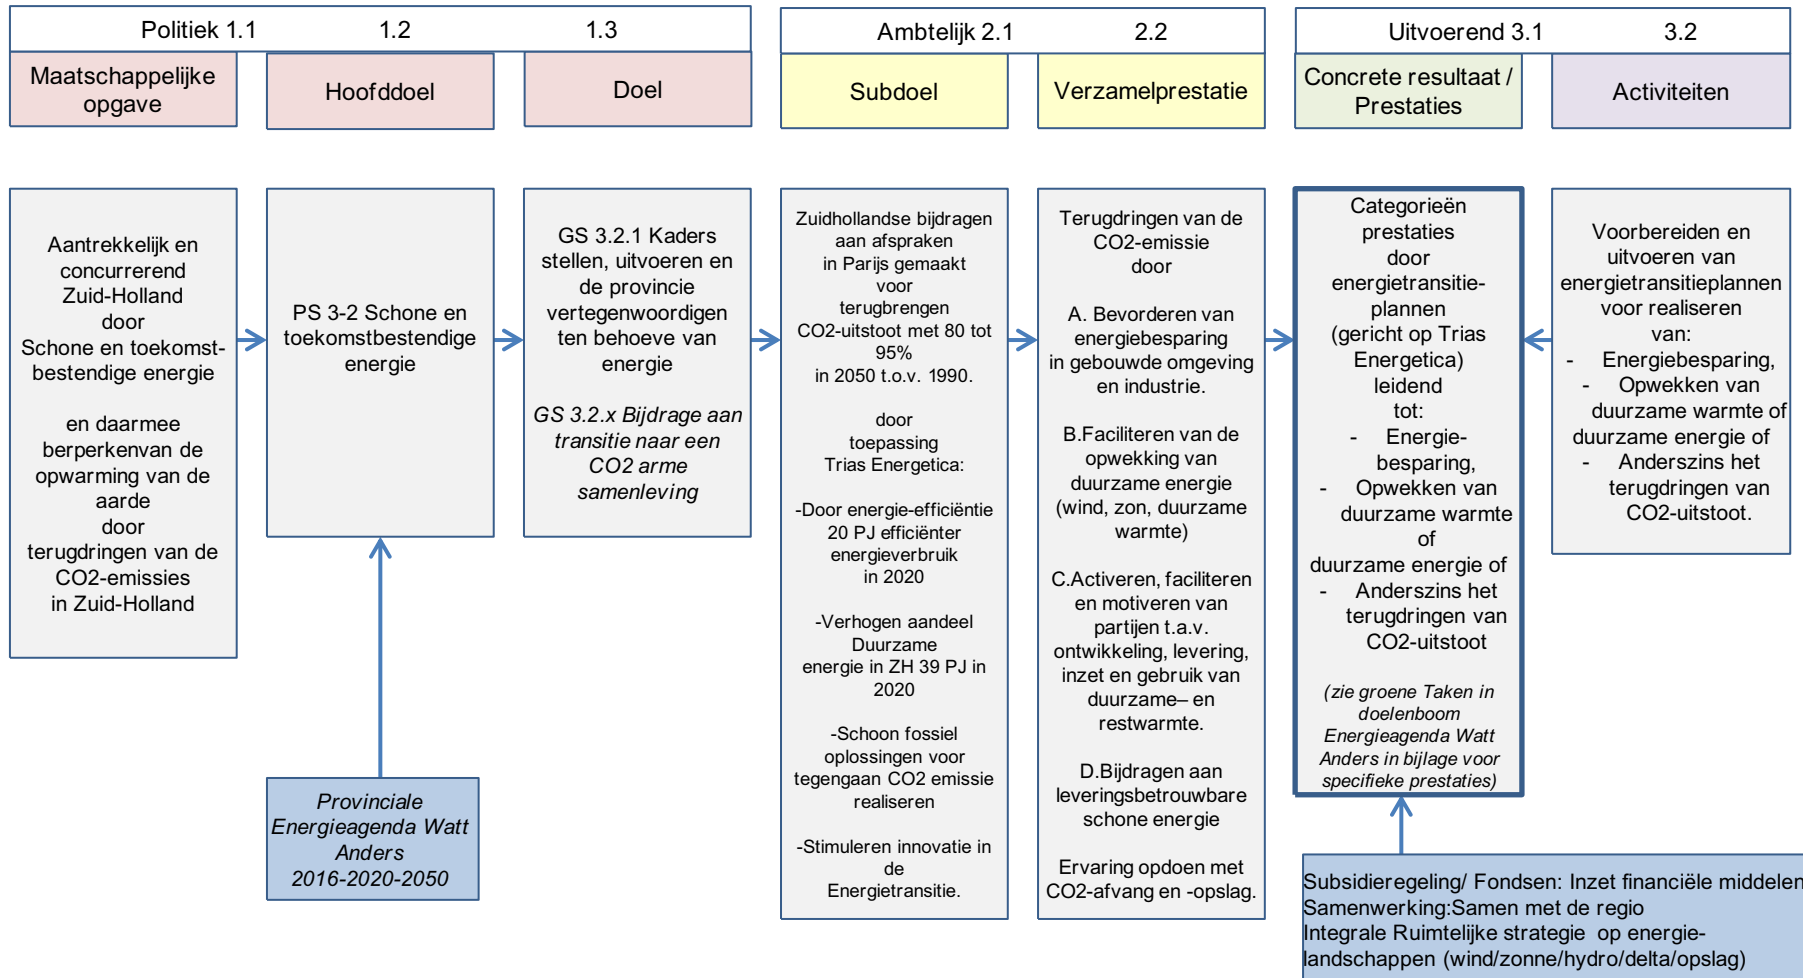 Politiek 1.1 1.2 1.3
Ambtelijk 2.1 2.2
Uitvoerend 3.1 3.2
Maatschappelijke
opgave
Hoofddoel
Doel
Subdoel
Verzamelprestatie
Concrete resultaat /
Prestaties
Activiteiten
Aantrekkelijk en
concurrerend
Zuid-Holland
door
Schone en toekomst-
bestendige energie
en daarmee
berperkenvan de
opwarming van de
aarde
door
terugdringen van de
CO2-emissies
in Zuid-Holland
PS 3-2 Schone en
toekomstbestendige
energie
GS 3.2.1 Kaders
stellen, uitvoeren en
de provincie
vertegenwoordigen
ten behoeve van
energie
GS 3.2.x Bijdrage aan
transitie naar een
CO2 arme
samenleving
Zuidhollandse bijdragen
aan afspraken
in Parijs gemaakt
voor
terugbrengen
CO2-uitstoot met 80 tot
95%
in 2050 t.o.v. 1990.
door
toepassing
Trias Energetica:
-Door energie-efficiëntie
20 PJ efficiënter
energieverbruik
in 2020
-Verhogen aandeel
Duurzame
energie in ZH 39 PJ in
2020
-Schoon fossiel
oplossingen voor
tegengaan CO2 emissie
realiseren
-Stimuleren innovatie in
de
Energietransitie.
Terugdringen van de
CO2-emissie
door
A. Bevorderen van
energiebesparing
in gebouwde omgeving
en industrie.
B.Faciliteren van de
opwekking van
duurzame energie
(wind, zon, duurzame
warmte)
C.Activeren, faciliteren
en motiveren van
partijen t.a.v.
ontwikkeling, levering,
inzet en gebruik van
duurzame– en
restwarmte.
D.Bijdragen aan
leveringsbetrouwbare
schone energie
Ervaring opdoen met
CO2-afvang en -opslag.
Categorieën
prestaties
door
energietransitie-
plannen
(gericht op Trias
Energetica)
leidend
tot:
- Energie-
besparing,
- Opwekken van
duurzame warmte
of
duurzame energie of
- Anderszins het
terugdringen van
CO2-uitstoot
(zie groene Taken in
doelenboom
Energieagenda Watt
Anders in bijlage voor
specifieke prestaties)
Voorbereiden en
uitvoeren van
energietransitieplannen
voor realiseren
van:
- Energiebesparing,
- Opwekken van
duurzame warmte of
duurzame energie of
- Anderszins het
terugdringen van
CO2-uitstoot.
Provinciale
Energieagenda Watt
Anders
2016-2020-2050
Subsidieregeling/ Fondsen: Inzet financiële middelen
Samenwerking:Samen met de regio
Integrale Ruimtelijke strategie op energie-
landschappen (wind/zonne/hydro/delta/opslag)